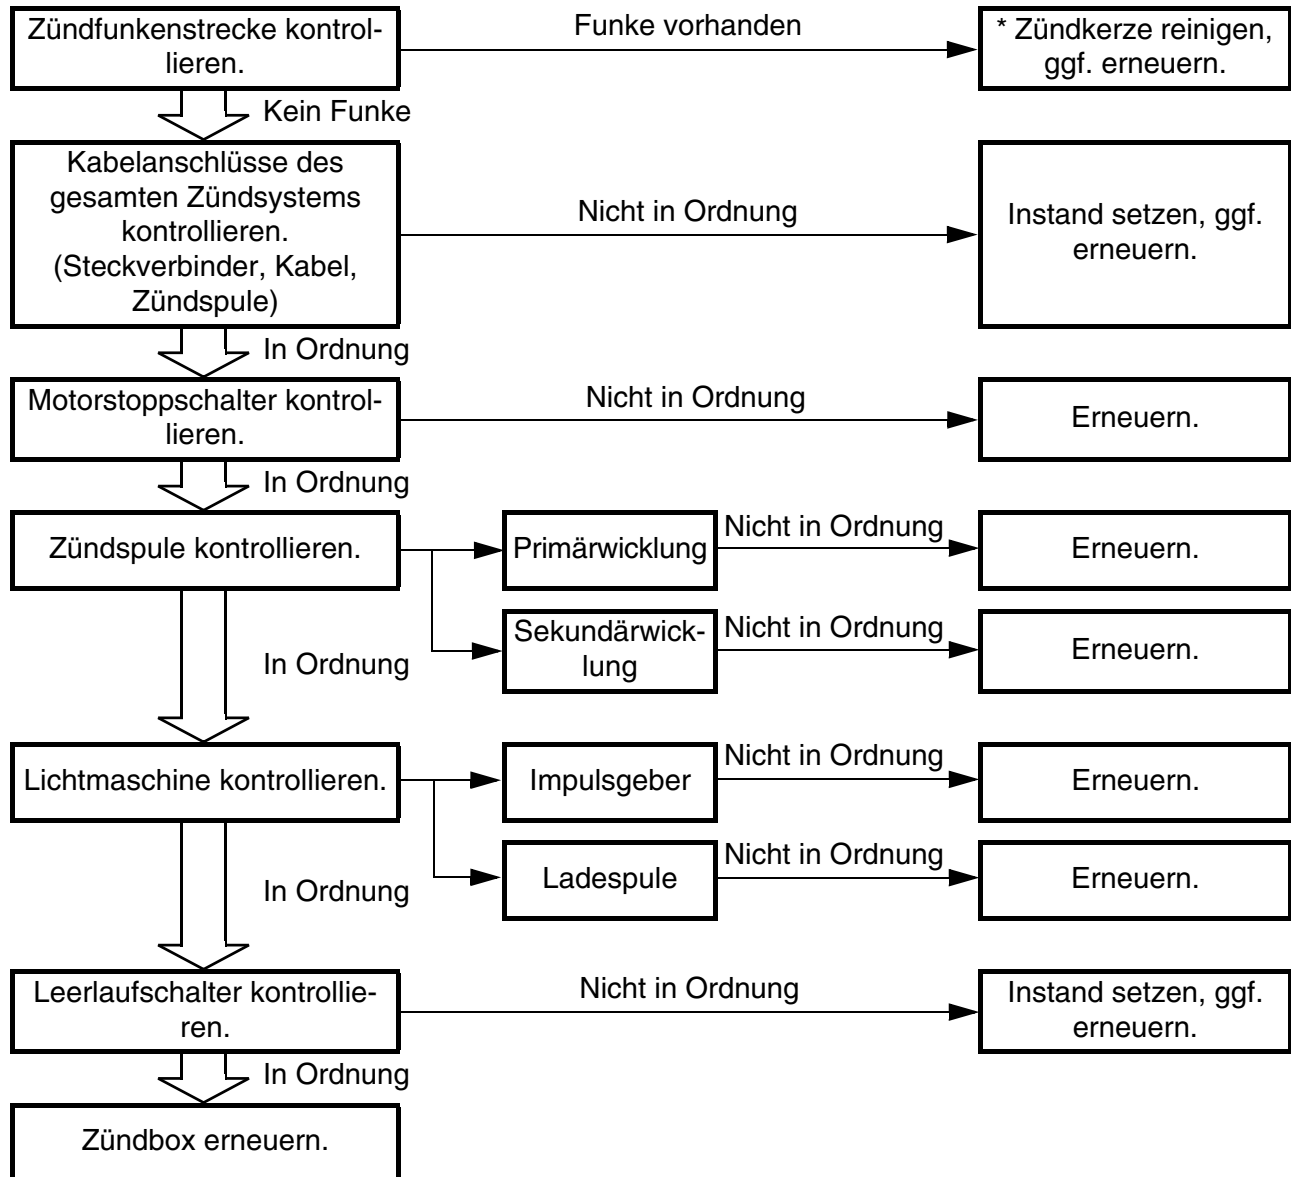 Zündfunkenstrecke kontrol-
lieren.
Funke vorhanden
* Zündkerze reinigen,
ggf. erneuern.
Kein Funke
Kabelanschlüsse des
gesamten Zündsystems
kontrollieren.
(Steckverbinder, Kabel,
Zündspule)
Nicht in Ordnung
Instand setzen, ggf.
erneuern.
In Ordnung
Motorstoppschalter kontrol-
lieren.
Nicht in Ordnung
Erneuern.
In Ordnung
Zündspule kontrollieren.
Primärwicklung
Nicht in Ordnung
Erneuern.
Sekundärwick-
lung
Nicht in Ordnung
Erneuern.
In Ordnung
Lichtmaschine kontrollieren.
Impulsgeber
Nicht in Ordnung
Erneuern.
Ladespule
Nicht in Ordnung
Erneuern.
In Ordnung
Leerlaufschalter kontrollie-
ren.
Nicht in Ordnung
Instand setzen, ggf.
erneuern.
In Ordnung
Zündbox erneuern.